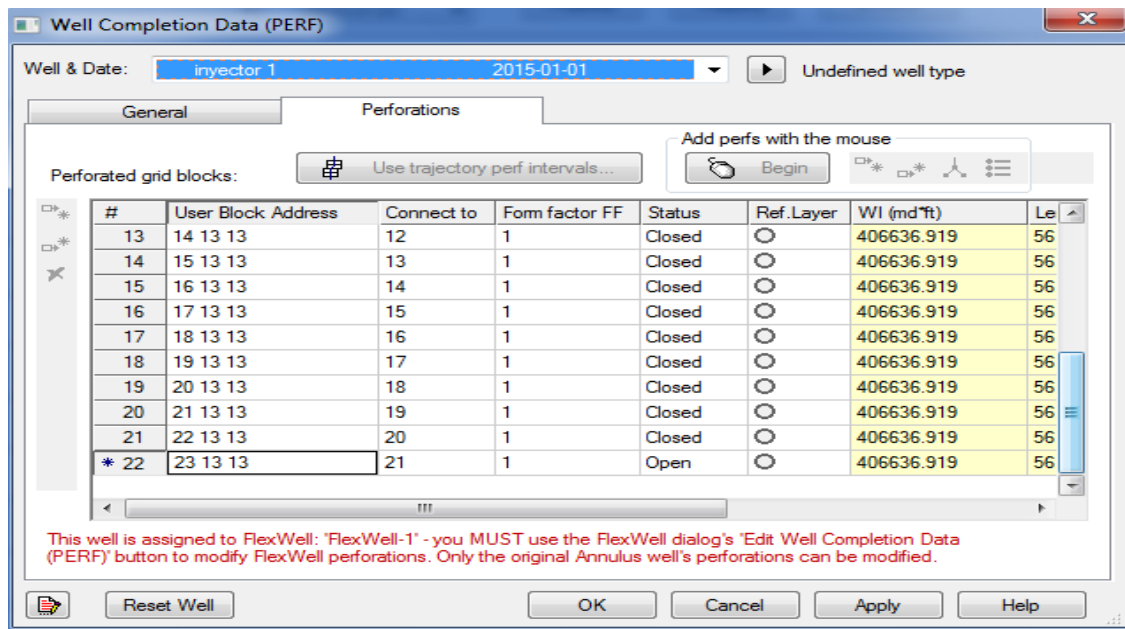 Well Completion Data (PERF)
Well & Date: inyector 1 2015-01-01 Undefined well type
General Perforations
Add perfs with the mouse
Perforated grid blocks: Use trajectory perf intervals... Begin
# User Block Address Connect to Form factor FF Status Ref.Layer WI (md*ft) Le
13 14 13 13 12 1 Closed 406636.919 56
14 15 13 13 13 1 Closed 406636.919 56
15 16 13 13 14 1 Closed 406636.919 56
16 17 13 13 15 1 Closed 406636.919 56
17 18 13 13 16 1 Closed 406636.919 56
18 19 13 13 17 1 Closed 406636.919 56
19 20 13 13 18 1 Closed 406636.919 56
20 21 13 13 19 1 Closed 406636.919 56
21 22 13 13 20 1 Closed 406636.919 56
* 22 23 13 13 21 1 Open 406636.919 56
This well is assigned to FlexWell: 'FlexWell-1' - you MUST use the FlexWell dialog's 'Edit Well Completion Data
(PERF)' button to modify FlexWell perforations. Only the original Annulus well's perforations can be modified.
Reset Well OK Cancel Apply Help